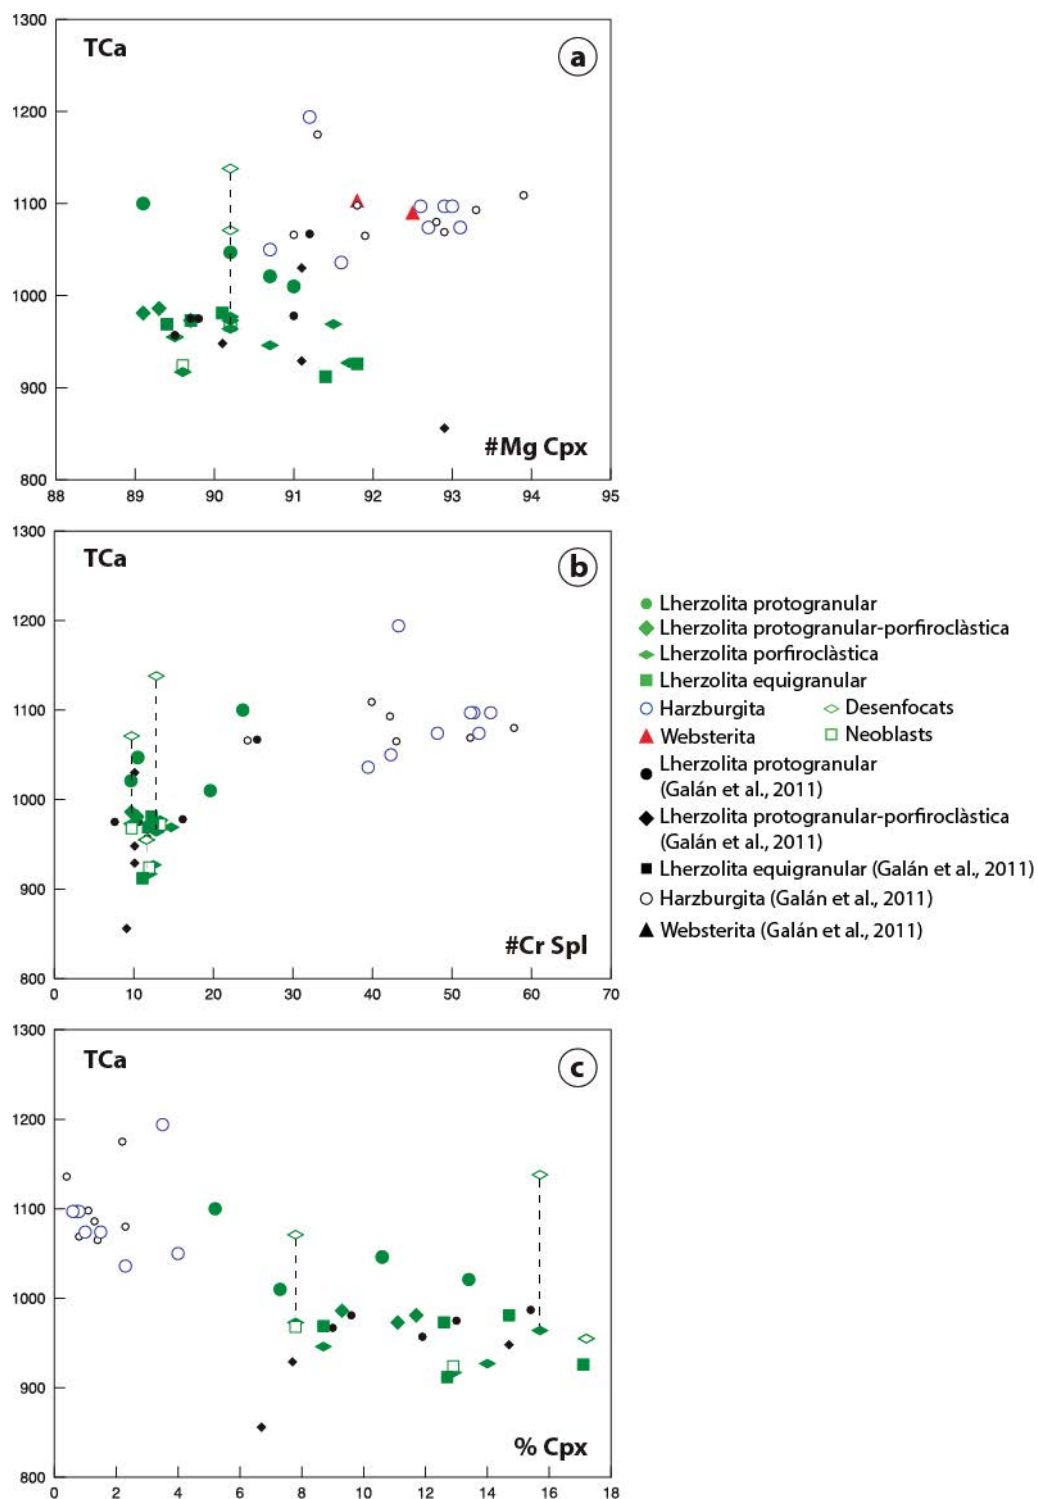 1300
TCa
a
1200
1100
1000
900
#Mg Cpx
800
88 89 90 91 92 93 94 95
1300
TCa
b
1200
1100
1000
900
#Cr Spl
800
0 10 20 30 40 50 60 70
Lherzolita protogranular
Lherzolita protogranular-porfiroclàstica
Lherzolita porfiroclàstica
Lherzolita equigranular
Harzburgita Desenfocats
Websterita Neoblasts
Lherzolita protogranular
(Galán et al., 2011)
Lherzolita protogranular-porfiroclàstica
(Galán et al., 2011)
Lherzolita equigranular (Galán et al., 2011)
Harzburgita (Galán et al., 2011)
Websterita (Galán et al., 2011)
1300
TCa
c
1200
1100
1000
900
% Cpx
800
0 2 4 6 8 10 12 14 16 18